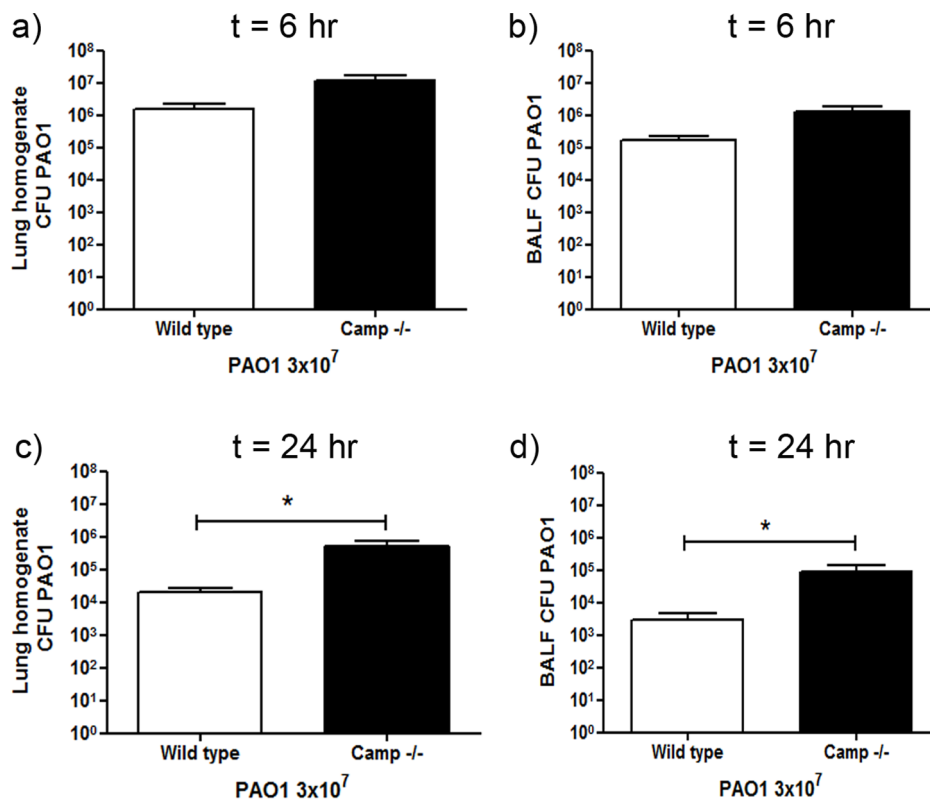 a) t = 6 hr
Lung homogenate
CFU PAO1
10⁸
10⁷
10⁶
10⁵
10⁴
10³
10²
10¹
10⁰
Wild type Camp -/-
PAO1 3x10⁷
b) t = 6 hr
BALF CFU PAO1
10⁸
10⁷
10⁶
10⁵
10⁴
10³
10²
10¹
10⁰
Wild type Camp -/-
PAO1 3x10⁷
c) t = 24 hr
Lung homogenate
CFU PAO1
10⁸
10⁷
10⁶
10⁵
10⁴
10³
10²
10¹
10⁰
*
Wild type Camp -/-
PAO1 3x10⁷
d) t = 24 hr
BALF CFU PAO1
10⁸
10⁷
10⁶
10⁵
10⁴
10³
10²
10¹
10⁰
*
Wild type Camp -/-
PAO1 3x10⁷